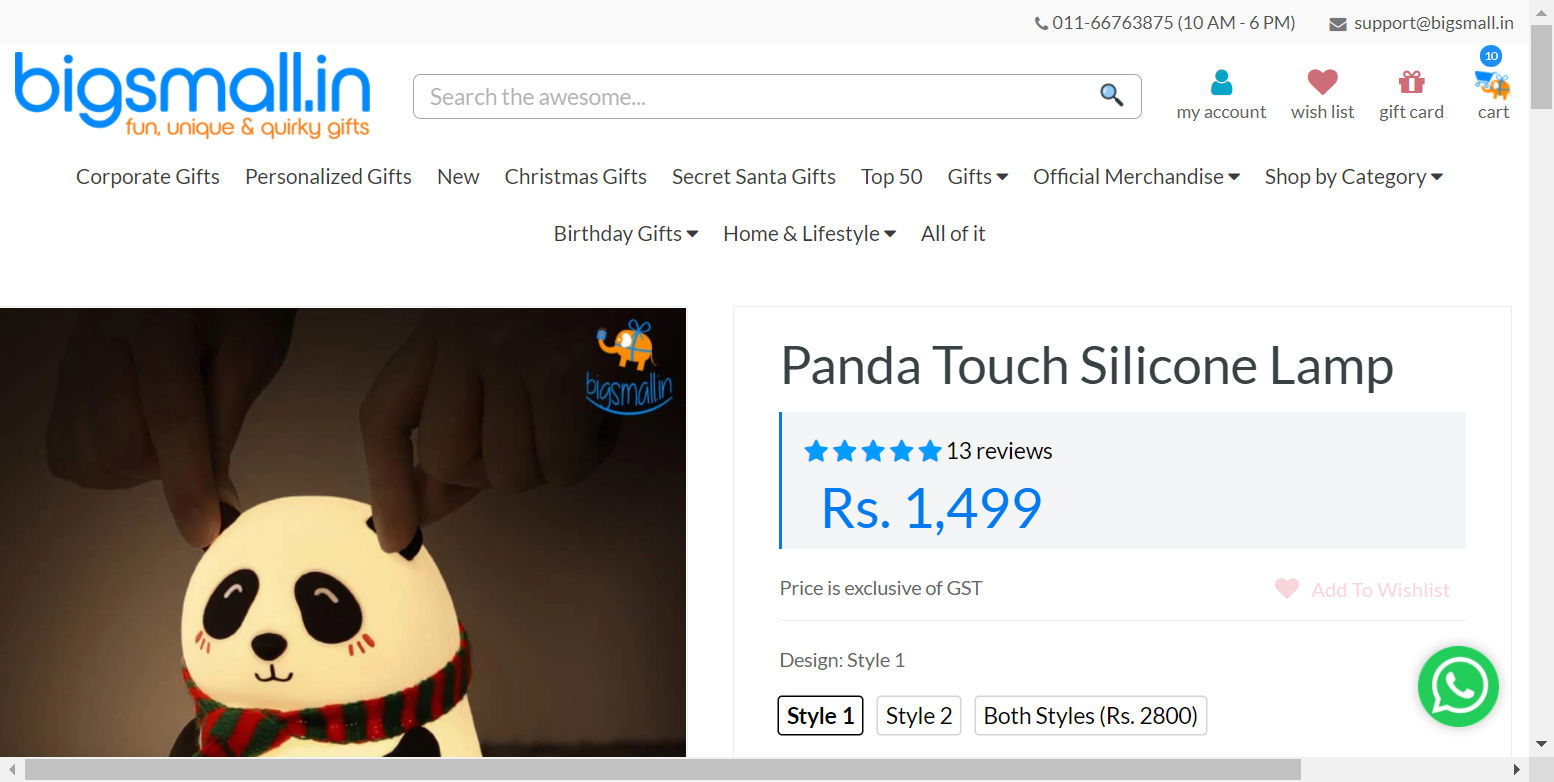 011-66763875 (10 AM - 6 PM) support@bigsmall.in
bigsmall.in
fun, unique & quirky gifts
Search the awesome...
10
my account wish list gift card cart
Corporate Gifts Personalized Gifts New Christmas Gifts Secret Santa Gifts Top 50 Gifts Official Merchandise Shop by Category
Birthday Gifts Home & Lifestyle All of it
bigsmall.in
Panda Touch Silicone Lamp
13 reviews
Rs. 1,499
Price is exclusive of GST Add To Wishlist
Design: Style 1
Style 1 Style 2 Both Styles (Rs. 2800)